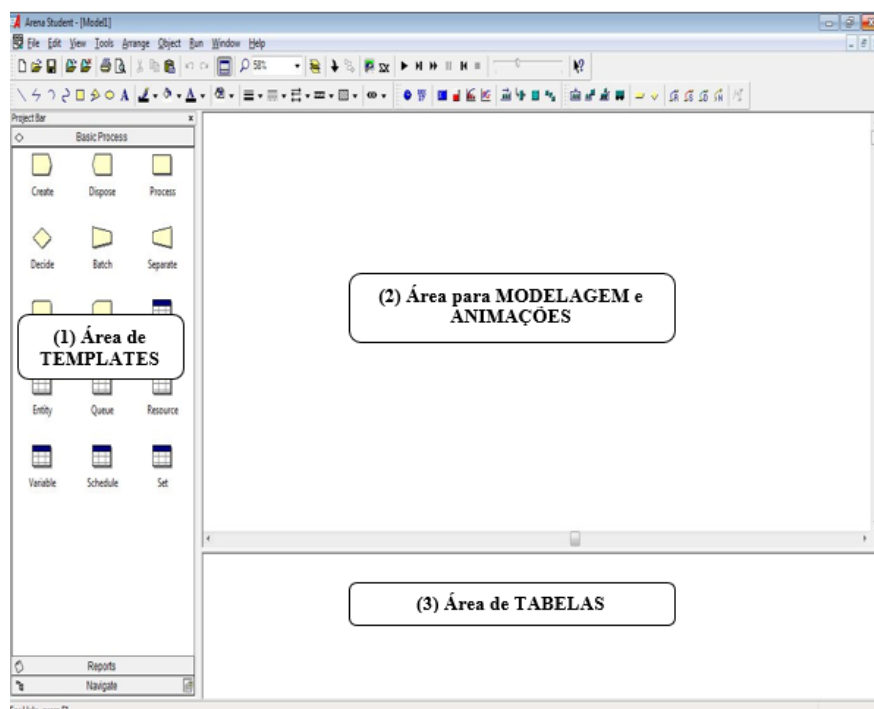 Arena Student - [Model1]
File Edit View Tools Arrange Object Run Window Help
58%
A
Project Bar x
Basic Process
Create Dispose Process
Decide Batch Separate
(1) Área de
TEMPLATES
Entity Queue Resource
Variable Schedule Set
Reports
Navigate
(2) Área para MODELAGEM e
ANIMAÇÕES
(3) Área de TABELAS